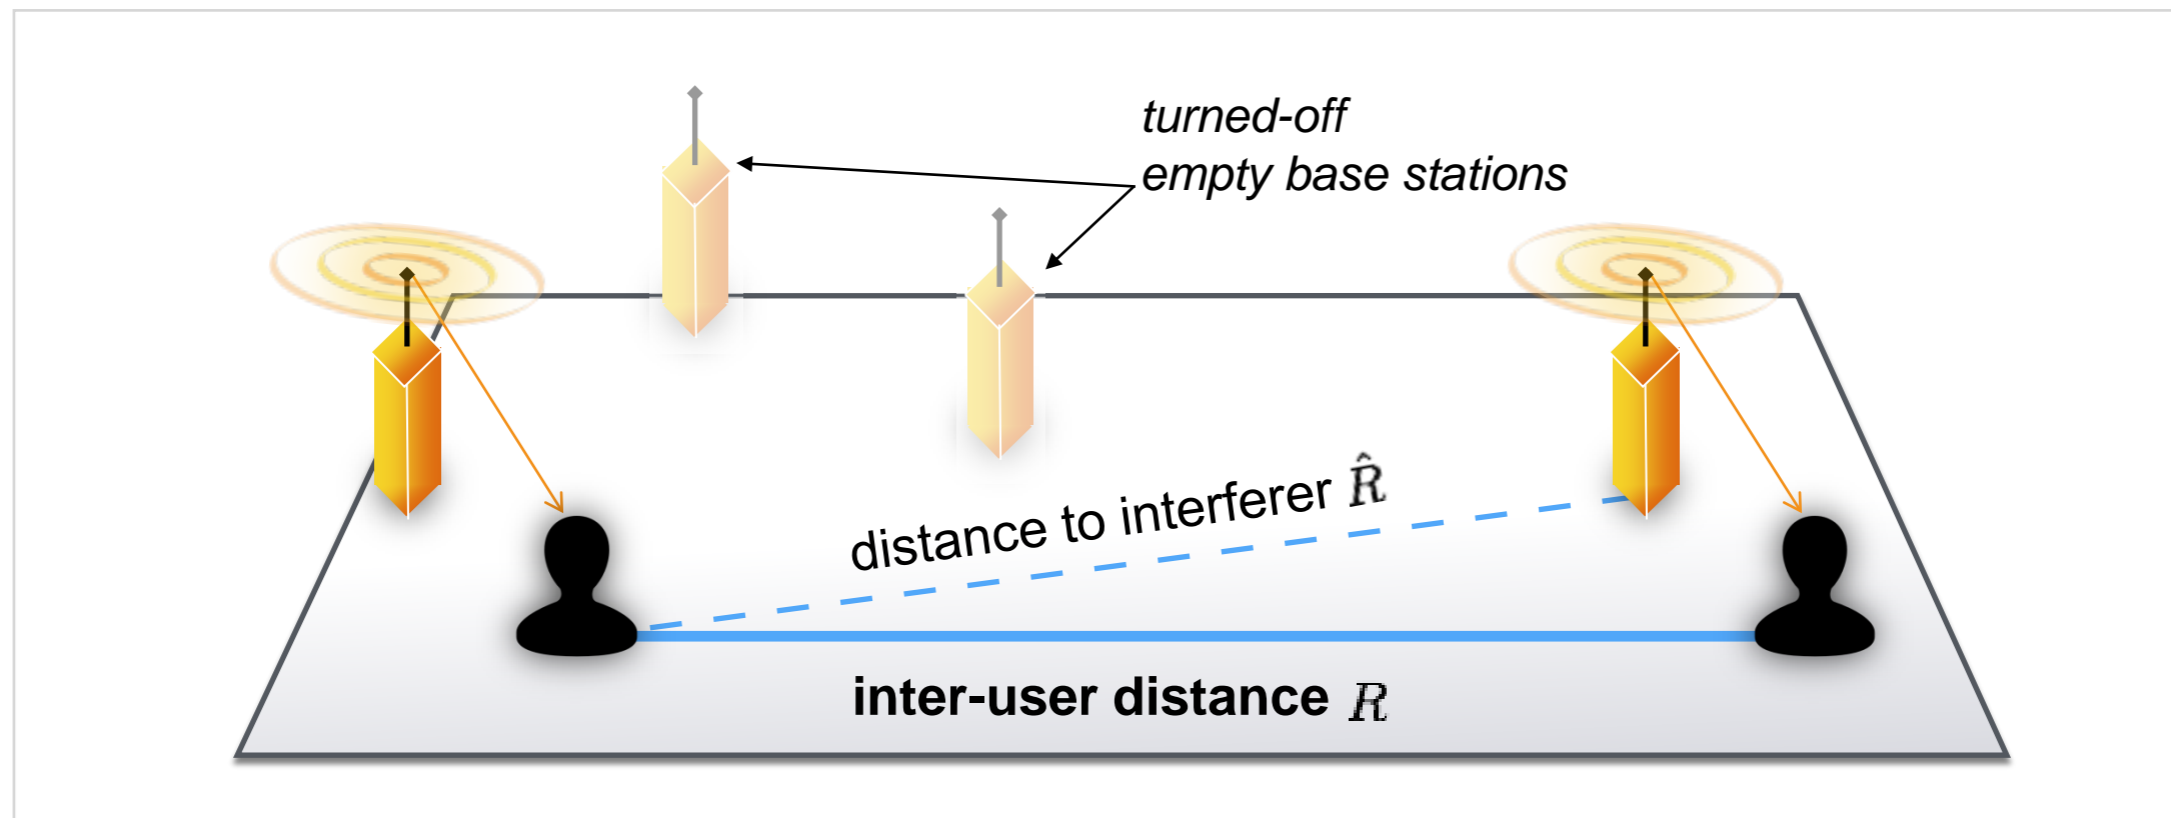 turned-off
empty base stations
distance to interferer R̂
inter-user distance R